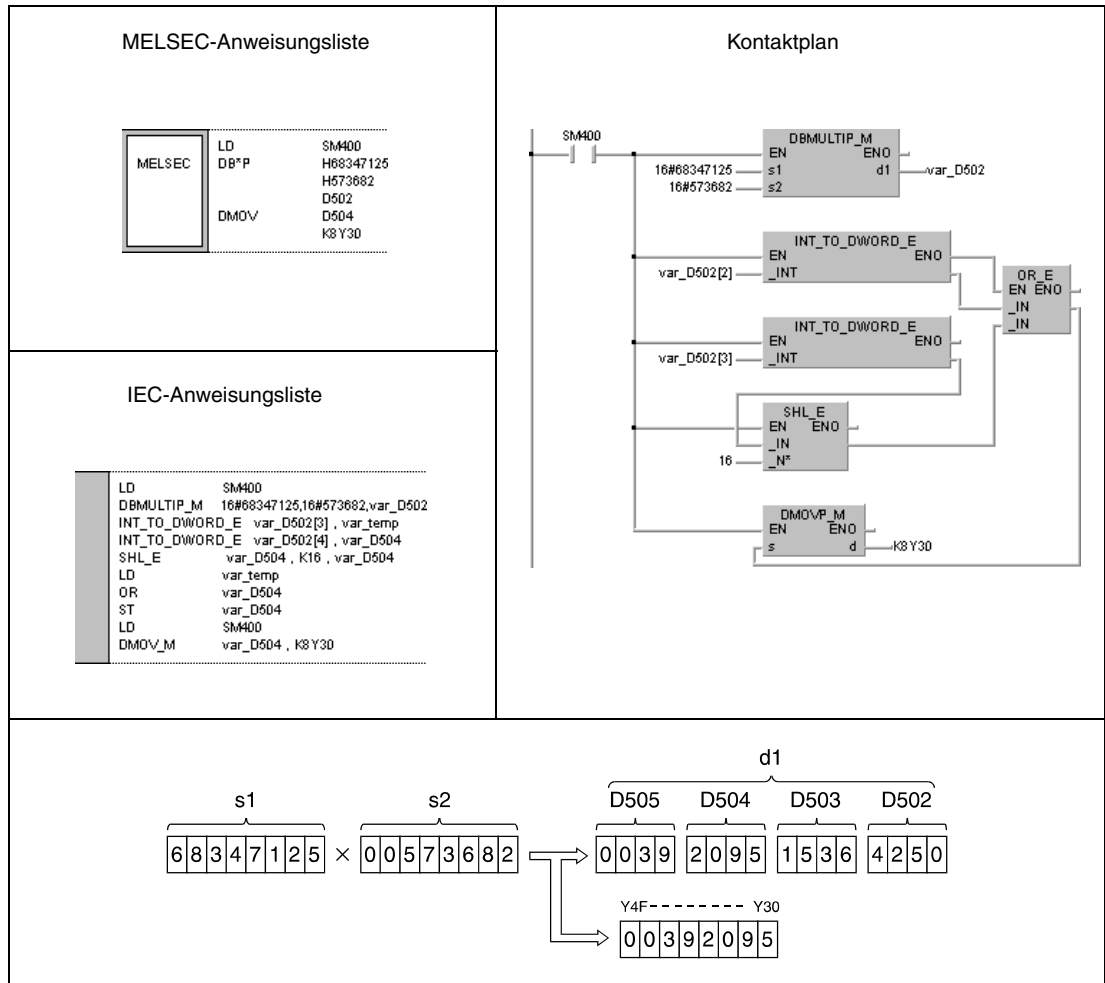 MELSEC-Anweisungsliste
MELSEC
LD SM400
DB*P H68347125
H573682
D502
DMOV D504
K8Y30
IEC-Anweisungsliste
LD SM400
DBMULTIP_M 16#68347125,16#573682,var_D502
INT_TO_DWORD_E var_D502[3] , var_temp
INT_TO_DWORD_E var_D502[4] , var_D504
SHL_E var_D504 , K16 , var_D504
LD var_temp
OR var_D504
ST var_D504
LD SM400
DMOV_M var_D504 , K8Y30
Kontaktplan
SM400
DBMULTIP_M
EN ENO
16#68347125 s1 d1 var_D502
16#573682 s2
INT_TO_DWORD_E
EN ENO
var_D502[2] _INT
OR_E
EN ENO
_IN
_IN
INT_TO_DWORD_E
EN ENO
var_D502[3] _INT
SHL_E
EN ENO
_IN
16 _N*
DMOVP_M
EN ENO
s d K8Y30
d1
s1 s2 D505 D504 D503 D502
6 8 3 4 7 1 2 5 × 0 0 5 7 3 6 8 2 0 0 3 9 2 0 9 5 1 5 3 6 4 2 5 0
Y4F Y30
0 0 3 9 2 0 9 5